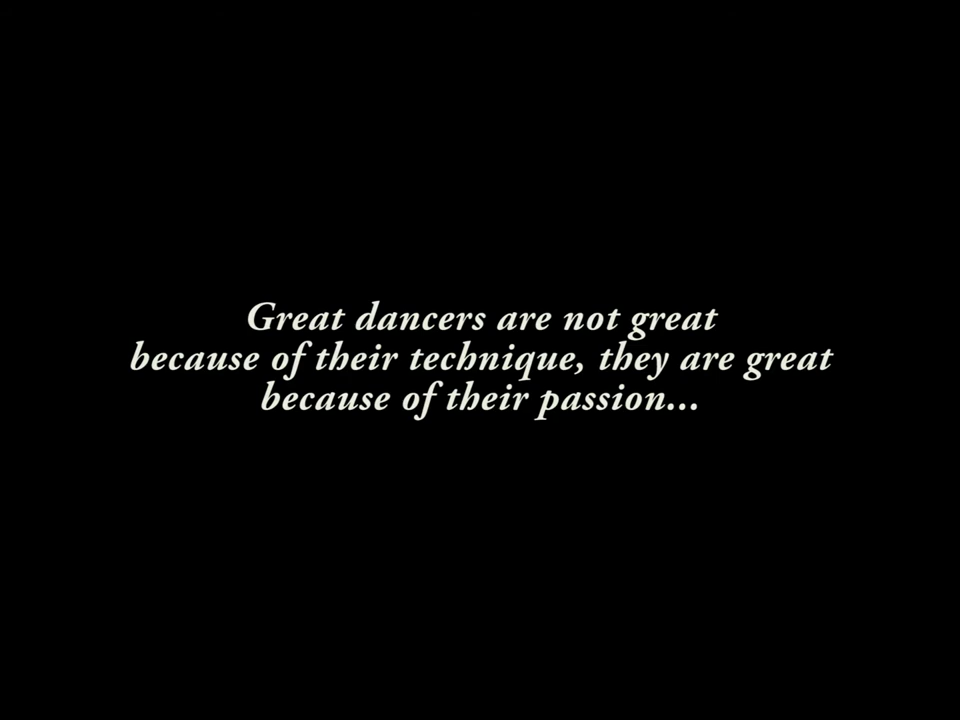 Great dancers are not great
because of their technique, they are great
because of their passion...